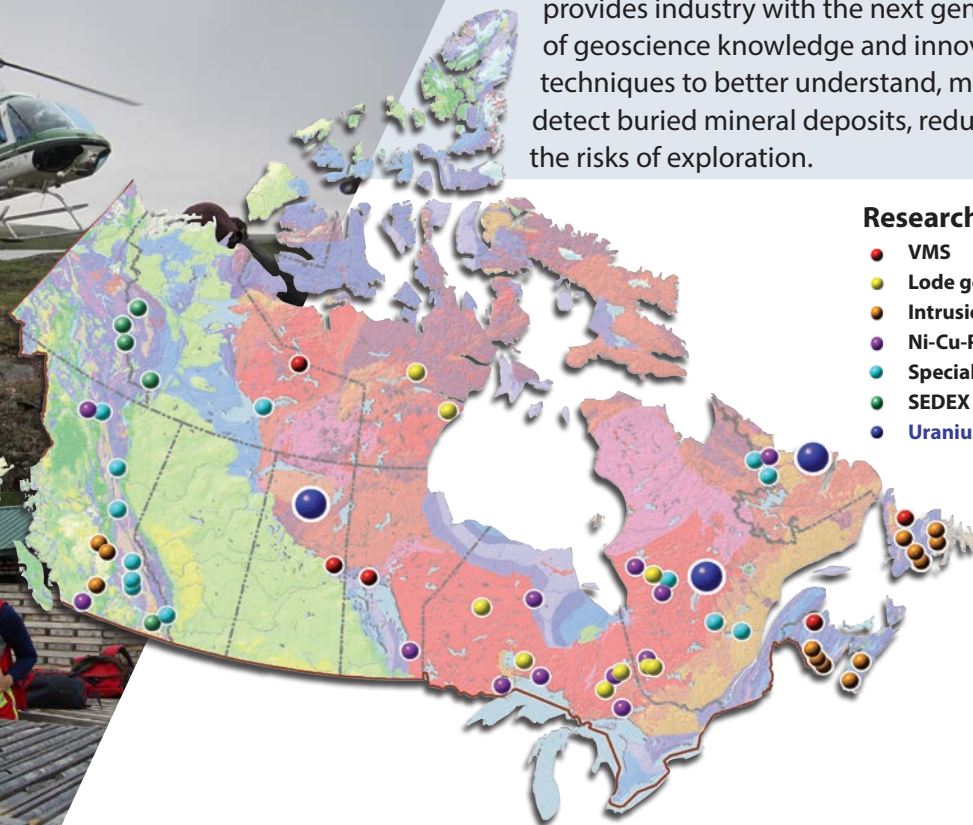 provides industry with the next gen
of geoscience knowledge and innov
techniques to better understand, m
detect buried mineral deposits, redu
the risks of exploration.
Research
VMS
Lode g
Intrusi
Ni-Cu-
Special
SEDEX
Uraniu